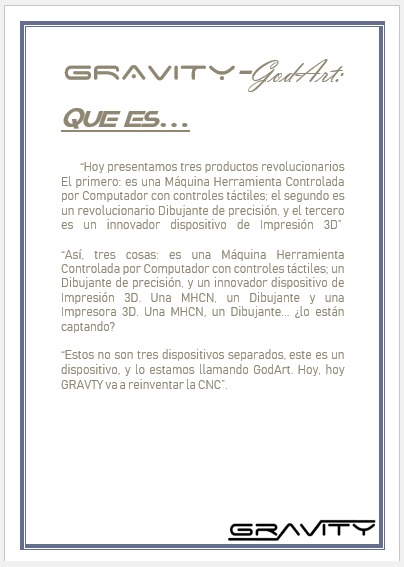 GRAVITY-GodArt:
QUE ES...
“Hoy presentamos tres productos revolucionarios
El primero: es una Máquina Herramienta Controlada
por Computador con controles táctiles; el segundo es
un revolucionario Dibujante de precisión, y el tercero
es un innovador dispositivo de Impresión 3D”
“Así, tres cosas: es una Máquina Herramienta
Controlada por Computador con controles táctiles; un
Dibujante de precisión, y un innovador dispositivo de
Impresión 3D. Una MHCN, un Dibujante y una
Impresora 3D. Una MHCN, un Dibujante... ¿lo están
captando?
“Estos no son tres dispositivos separados, este es un
dispositivo, y lo estamos llamando GodArt. Hoy, hoy
GRAVTY va a reinventar la CNC”.
GRAVITY